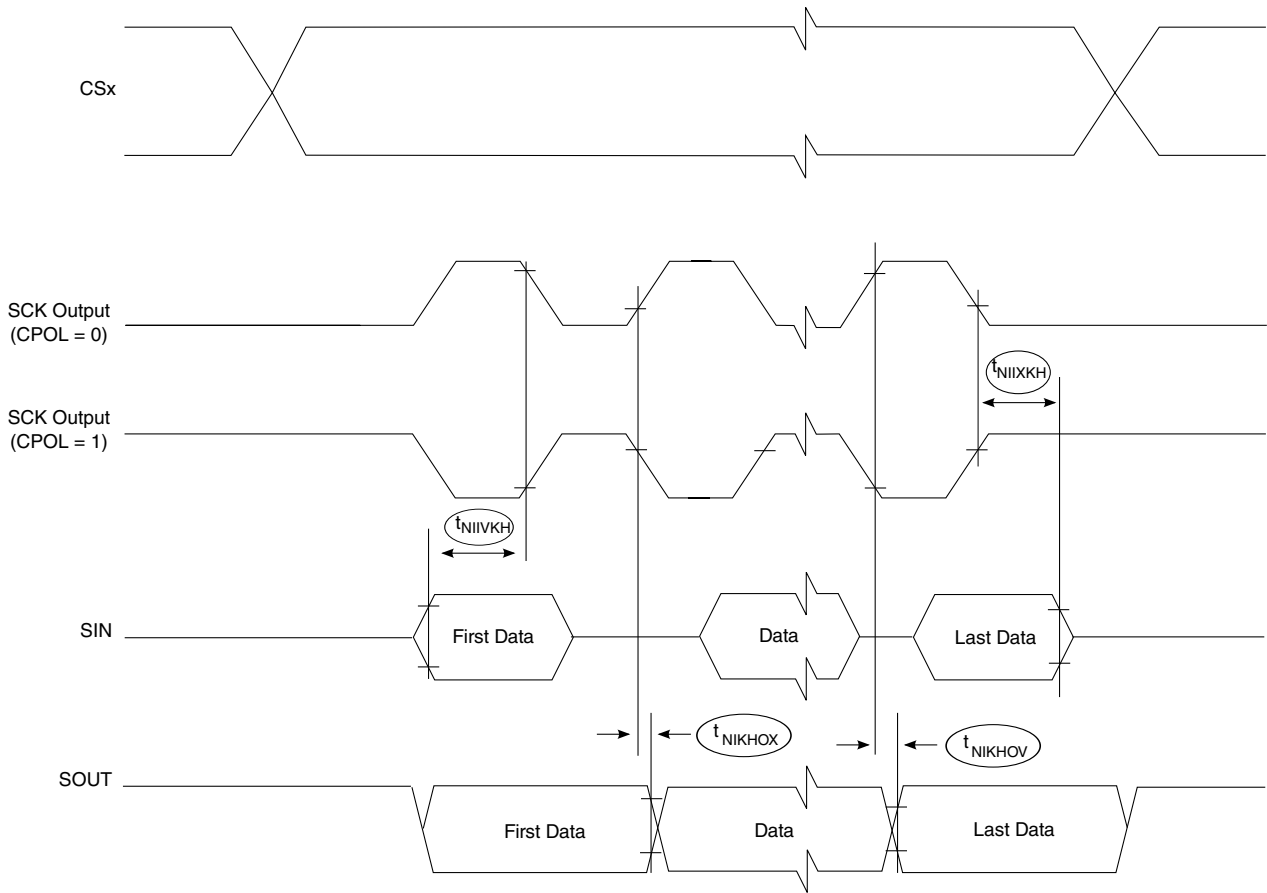 CSx
SCK Output
(CPOL = 0)
tNIIXKH
SCK Output
(CPOL = 1)
tNIIVKH
SIN
First Data
Data
Last Data
tNIKHOX
tNIKHOV
SOUT
First Data
Data
Last Data